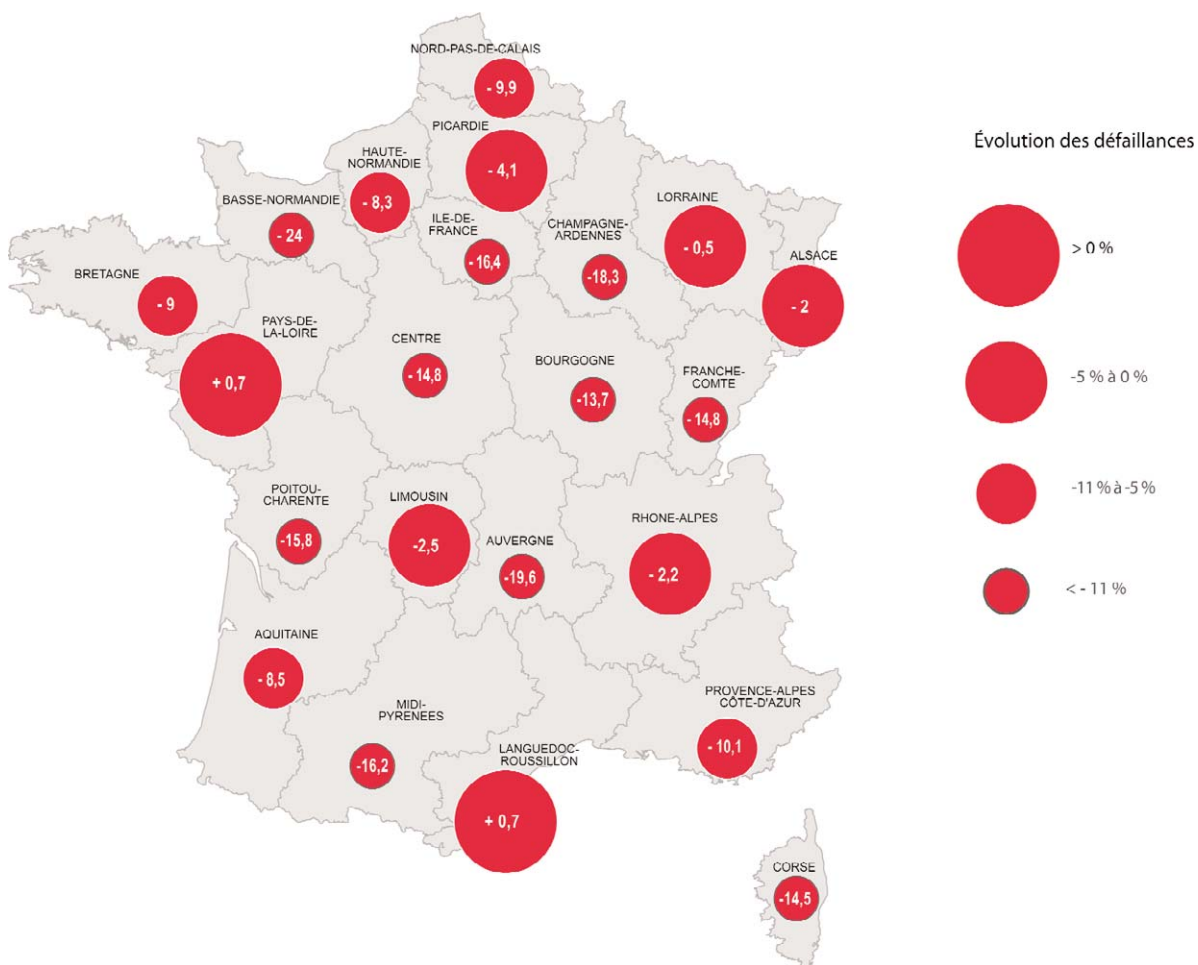 NORD-PAS-DE-CALAIS
- 9,9
PICARDIE
- 4,1
HAUTE-
NORMANDIE
- 8,3
BASSE-NORMANDIE
- 24
ILE-DE-
FRANCE
- 16,4
CHAMPAGNE-
ARDENNES
-18,3
LORRAINE
- 0,5
ALSACE
- 2
BRETAGNE
- 9
PAYS-DE-
LA-LOIRE
+ 0,7
CENTRE
- 14,8
BOURGOGNE
-13,7
FRANCHE-
COMTE
- 14,8
POITOU-
CHARENTE
-15,8
LIMOUSIN
-2,5
AUVERGNE
-19,6
RHONE-ALPES
- 2,2
AQUITAINE
- 8,5
MIDI-
PYRENEES
-16,2
LANGUEDOC-
ROUSSILLON
+ 0,7
PROVENCE-ALPES
CÔTE-D'AZUR
- 10,1
CORSE
-14,5
Évolution des défaillances
> 0 %
-5 % à 0 %
-11 % à -5 %
< - 11 %